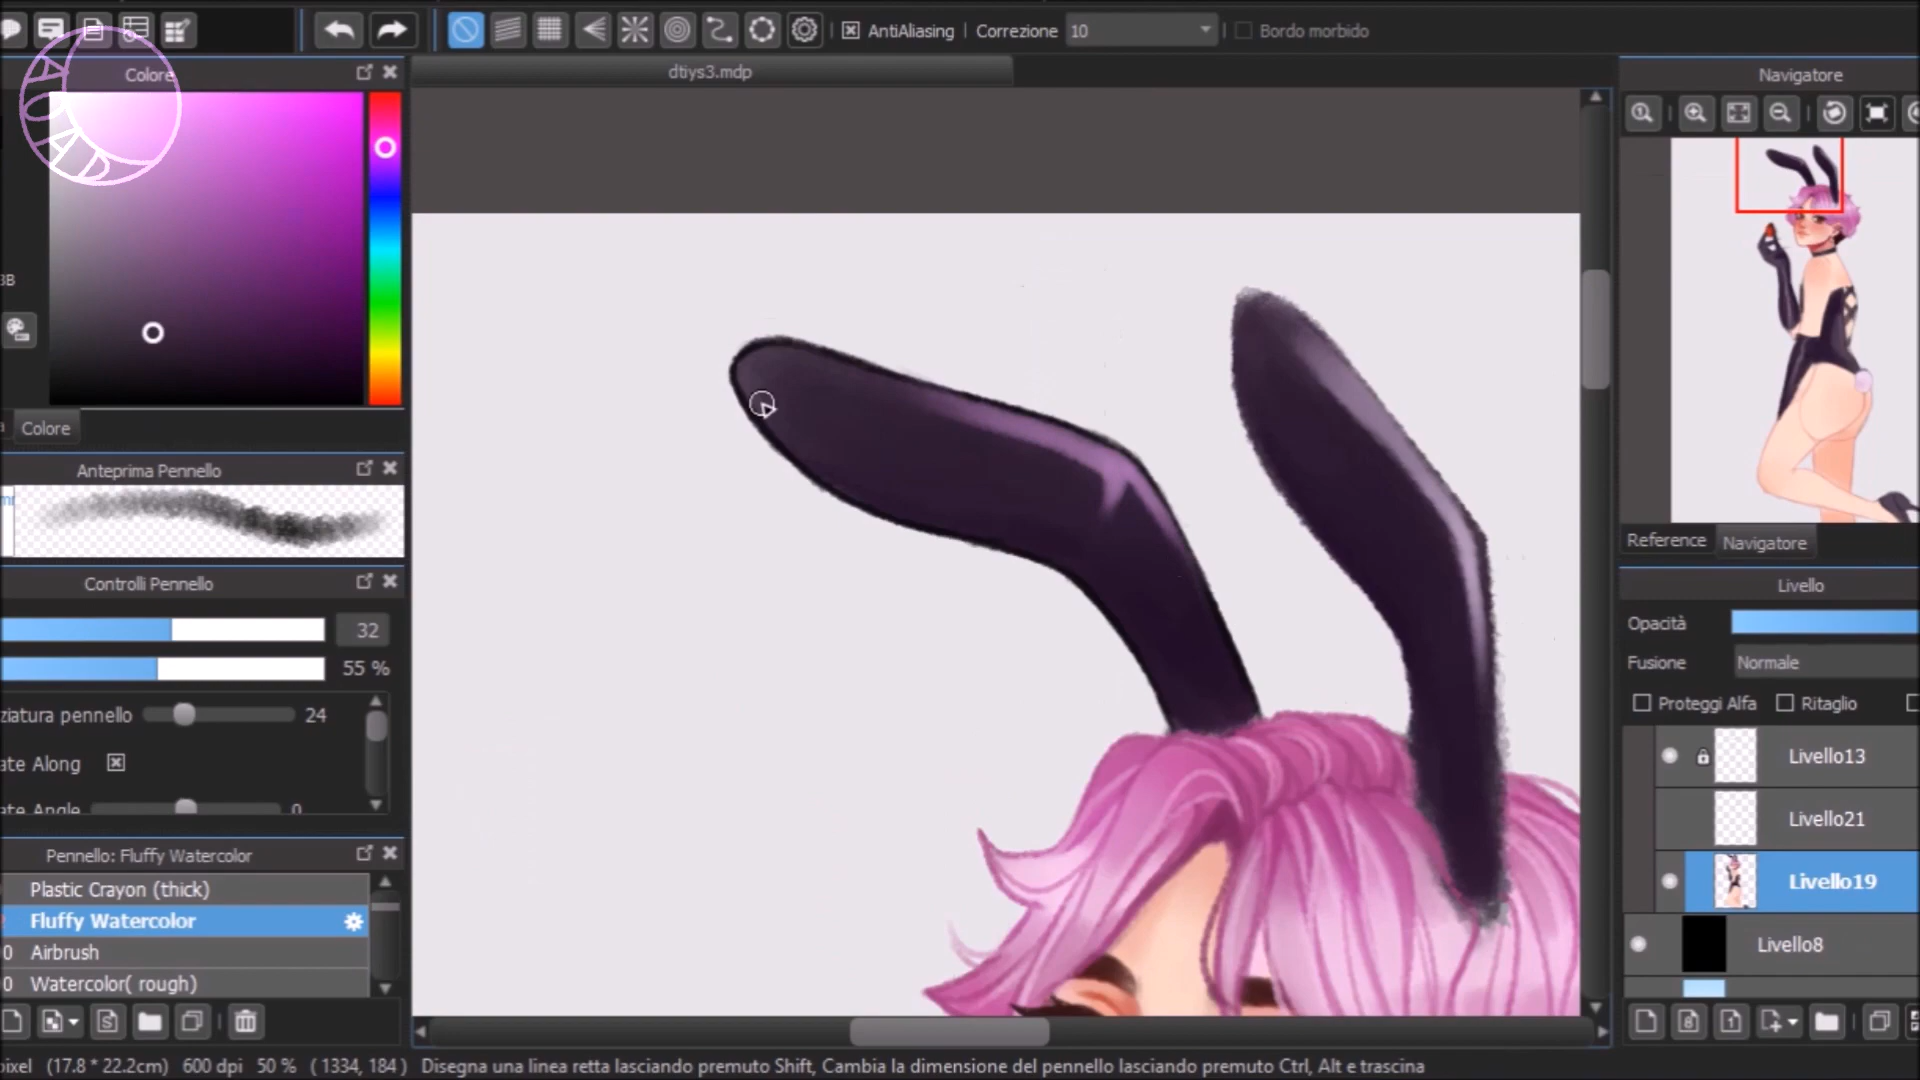 AntiAliasing
Correzione
10
Bordo morbido
Colore
dtiys3.mdp
Navigatore
Colore
Anteprima Pennello
Controlli Pennello
32
55 %
ziatura pennello
24
ate Along
ate Angle
0
Pennello: Fluffy Watercolor
Plastic Crayon (thick)
Fluffy Watercolor
0 Airbrush
0 Watercolor( rough)
Reference
Navigatore
Livello
Opacità
Fusione
Normale
Proteggi Alfa
Ritaglio
Livello13
Livello21
Livello19
Livello8
pixel (17.8 * 22.2cm) 600 dpi 50 % ( 1334, 184 ) Disegna una linea retta lasciando premuto Shift, Cambia la dimensione del pennello lasciando premuto Ctrl, Alt e trascina